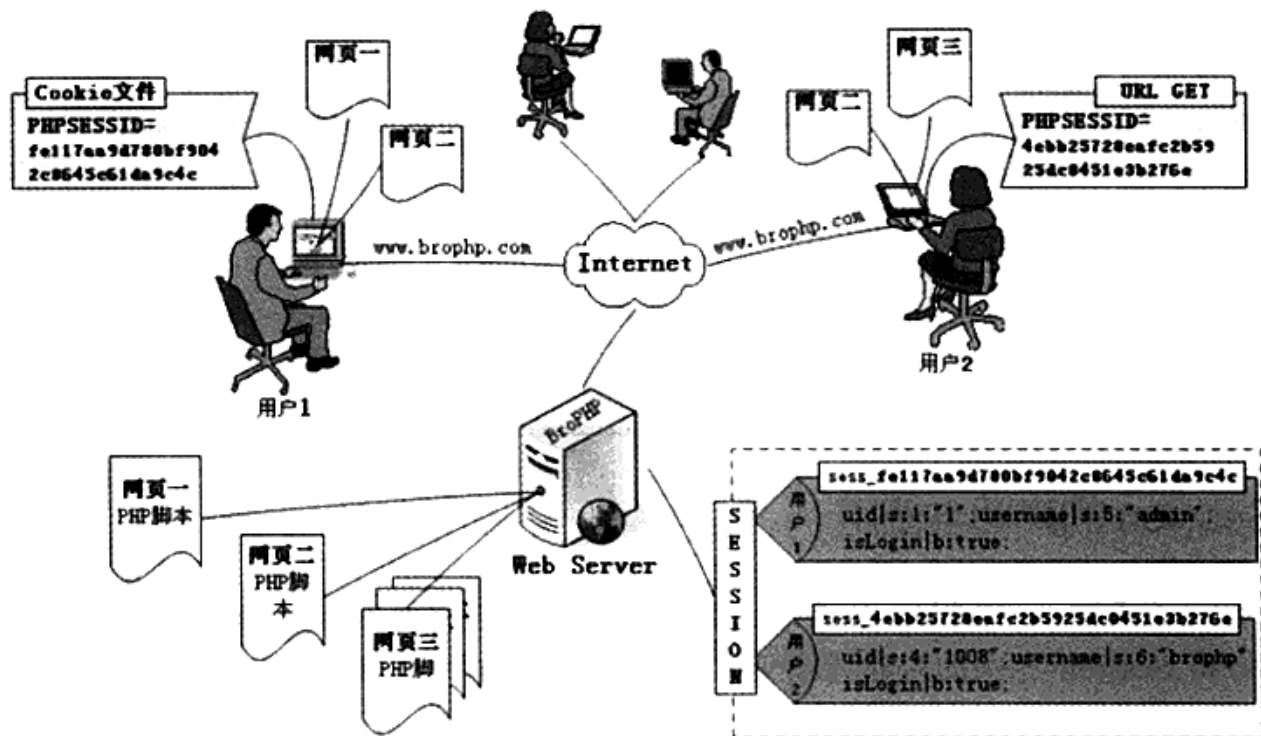 网页一
网页三
Cookie文件
URL GET
PHPSESSID=
fe117aa9d780bf904
2c8645c61da9c4c
网页二
网页二
PHPSESSID=
4ebb25728eafc2b59
25dc0451e3b276e
www.brophp.com
Internet
www.brophp.com
用户1
用户2
BroPHP
Web Server
网页一
PHP脚本
网页二
PHP脚
本
网页三
PHP脚
SESSION
用户1
sess_fe117aa9d780bf9042c8645c61da9c4c
uid|s:1:"1",username|s:5:"admin",
isLogin|b:true;
用户2
sess_4ebb25728eafc2b5925dc0451e3b276e
uid|s:4:"1008",username|s:6:"brophp"
isLogin|b:true;